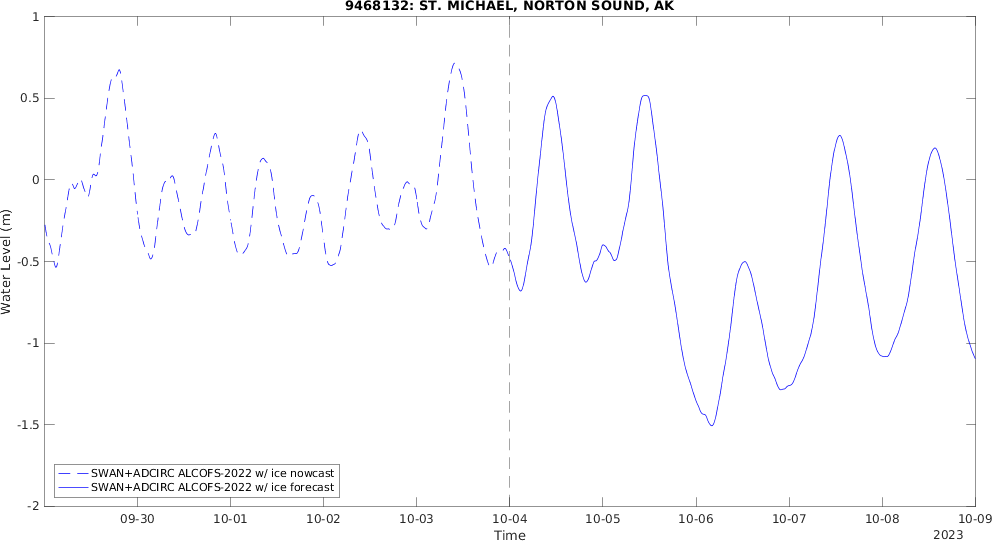 9468132: ST. MICHAEL, NORTON SOUND, AK
1
0.5
0
-0.5
-1
-1.5
-2
Water Level (m)
SWAN+ADCIRC ALCOFS-2022 w/ ice nowcast
SWAN+ADCIRC ALCOFS-2022 w/ ice forecast
09-30 10-01 10-02 10-03 10-04 10-05 10-06 10-07 10-08 10-09
Time
2023